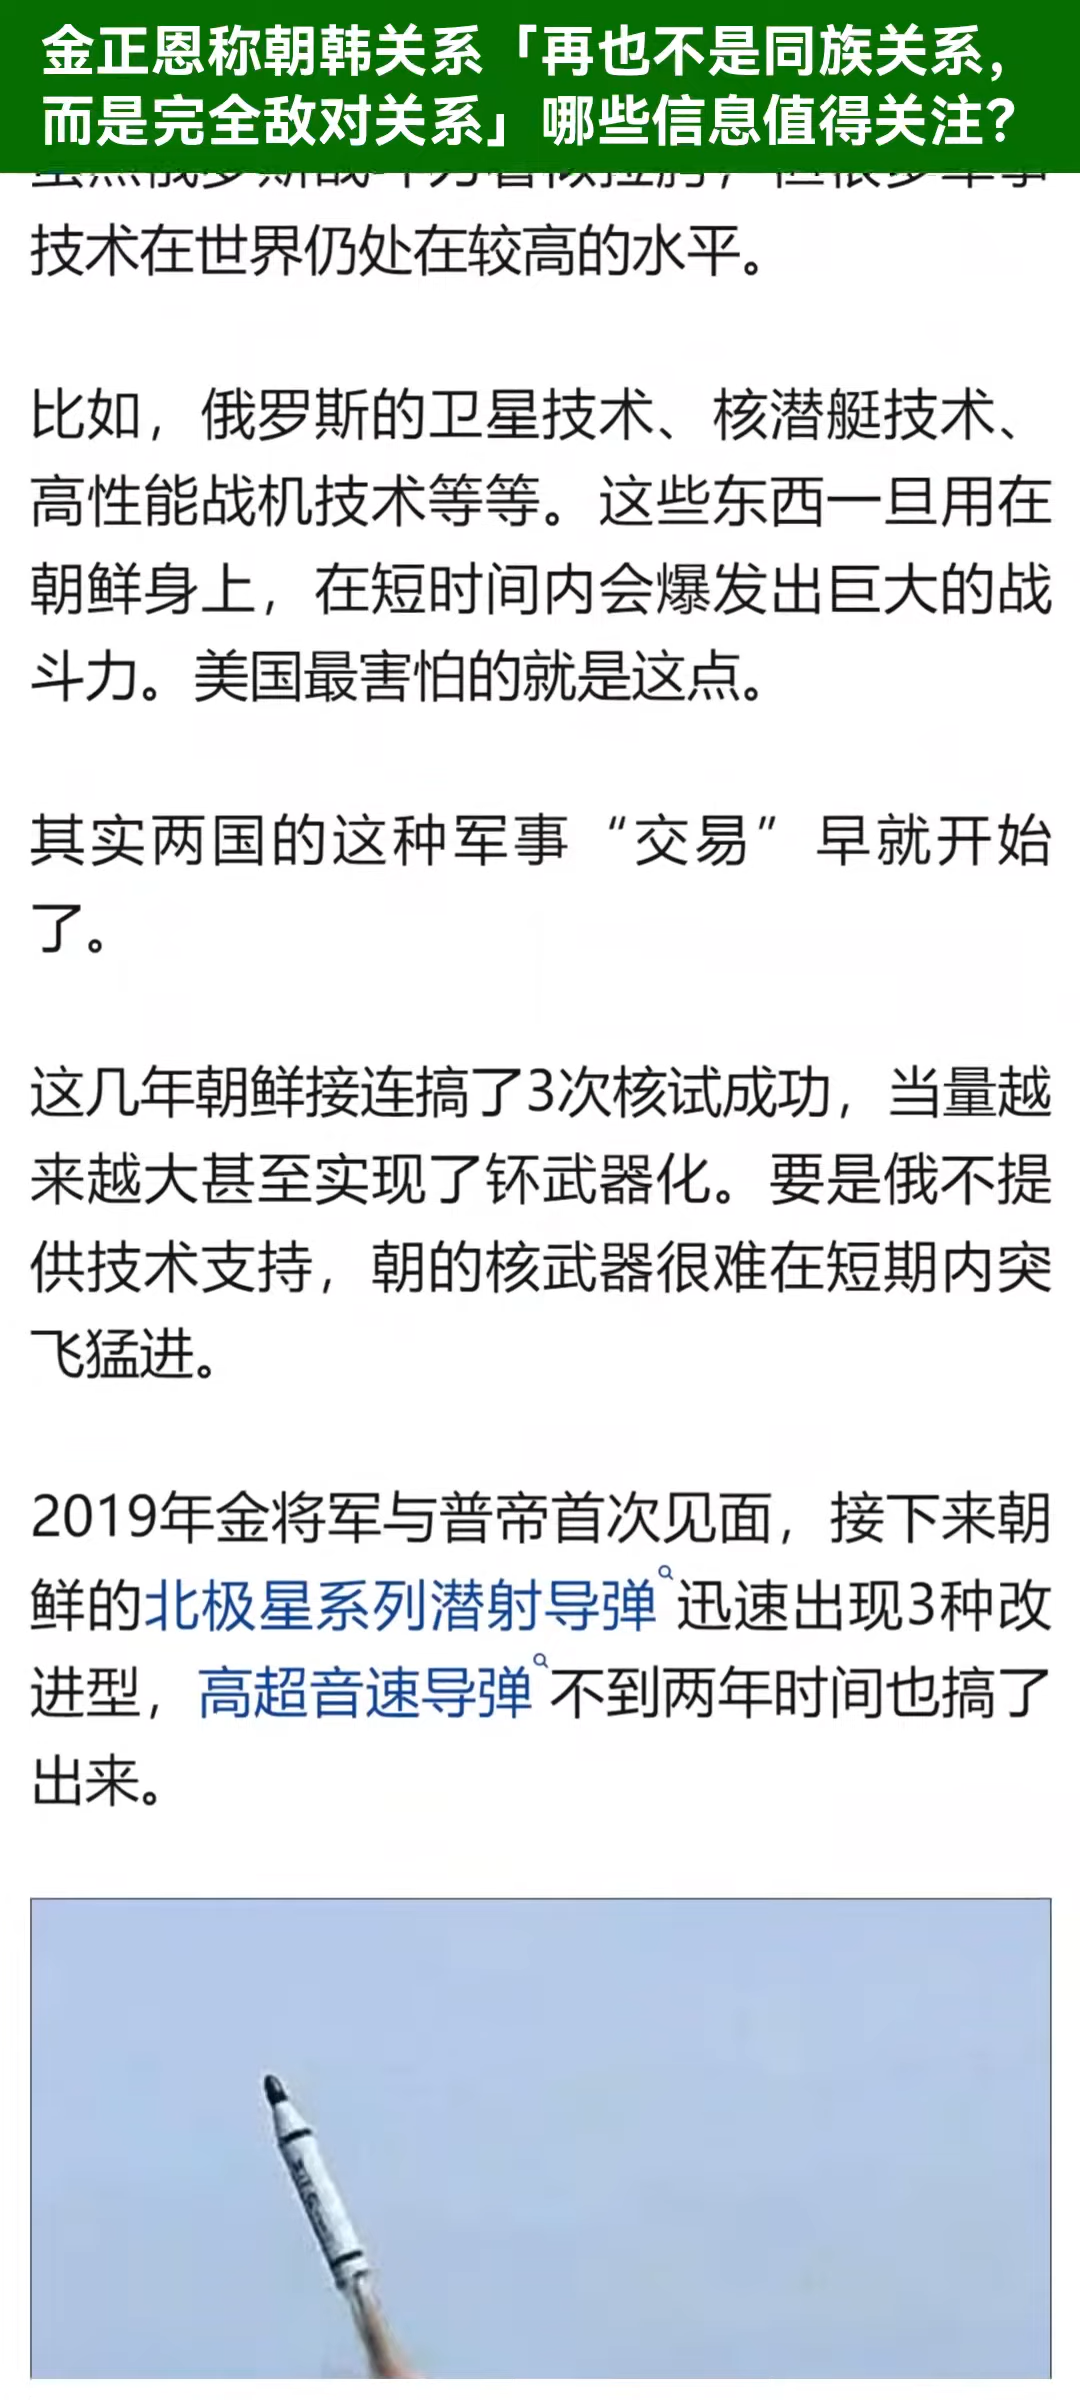 金正恩称朝韩关系「再也不是同族关系，
而是完全敌对关系」哪些信息值得关注？
技术在世界仍处在较高的水平。
比如，俄罗斯的卫星技术、核潜艇技术、
高性能战机技术等等。这些东西一旦用在
朝鲜身上，在短时间内会爆发出巨大的战
斗力。美国最害怕的就是这点。
其实两国的这种军事“交易”早就开始
了。
这几年朝鲜接连搞了3次核试成功，当量越
来越大甚至实现了钚武器化。要是俄不提
供技术支持，朝的核武器很难在短期内突
飞猛进。
2019年金将军与普帝首次见面，接下来朝
鲜的北极星系列潜射导弹迅速出现3种改
进型，高超音速导弹不到两年时间也搞了
出来。